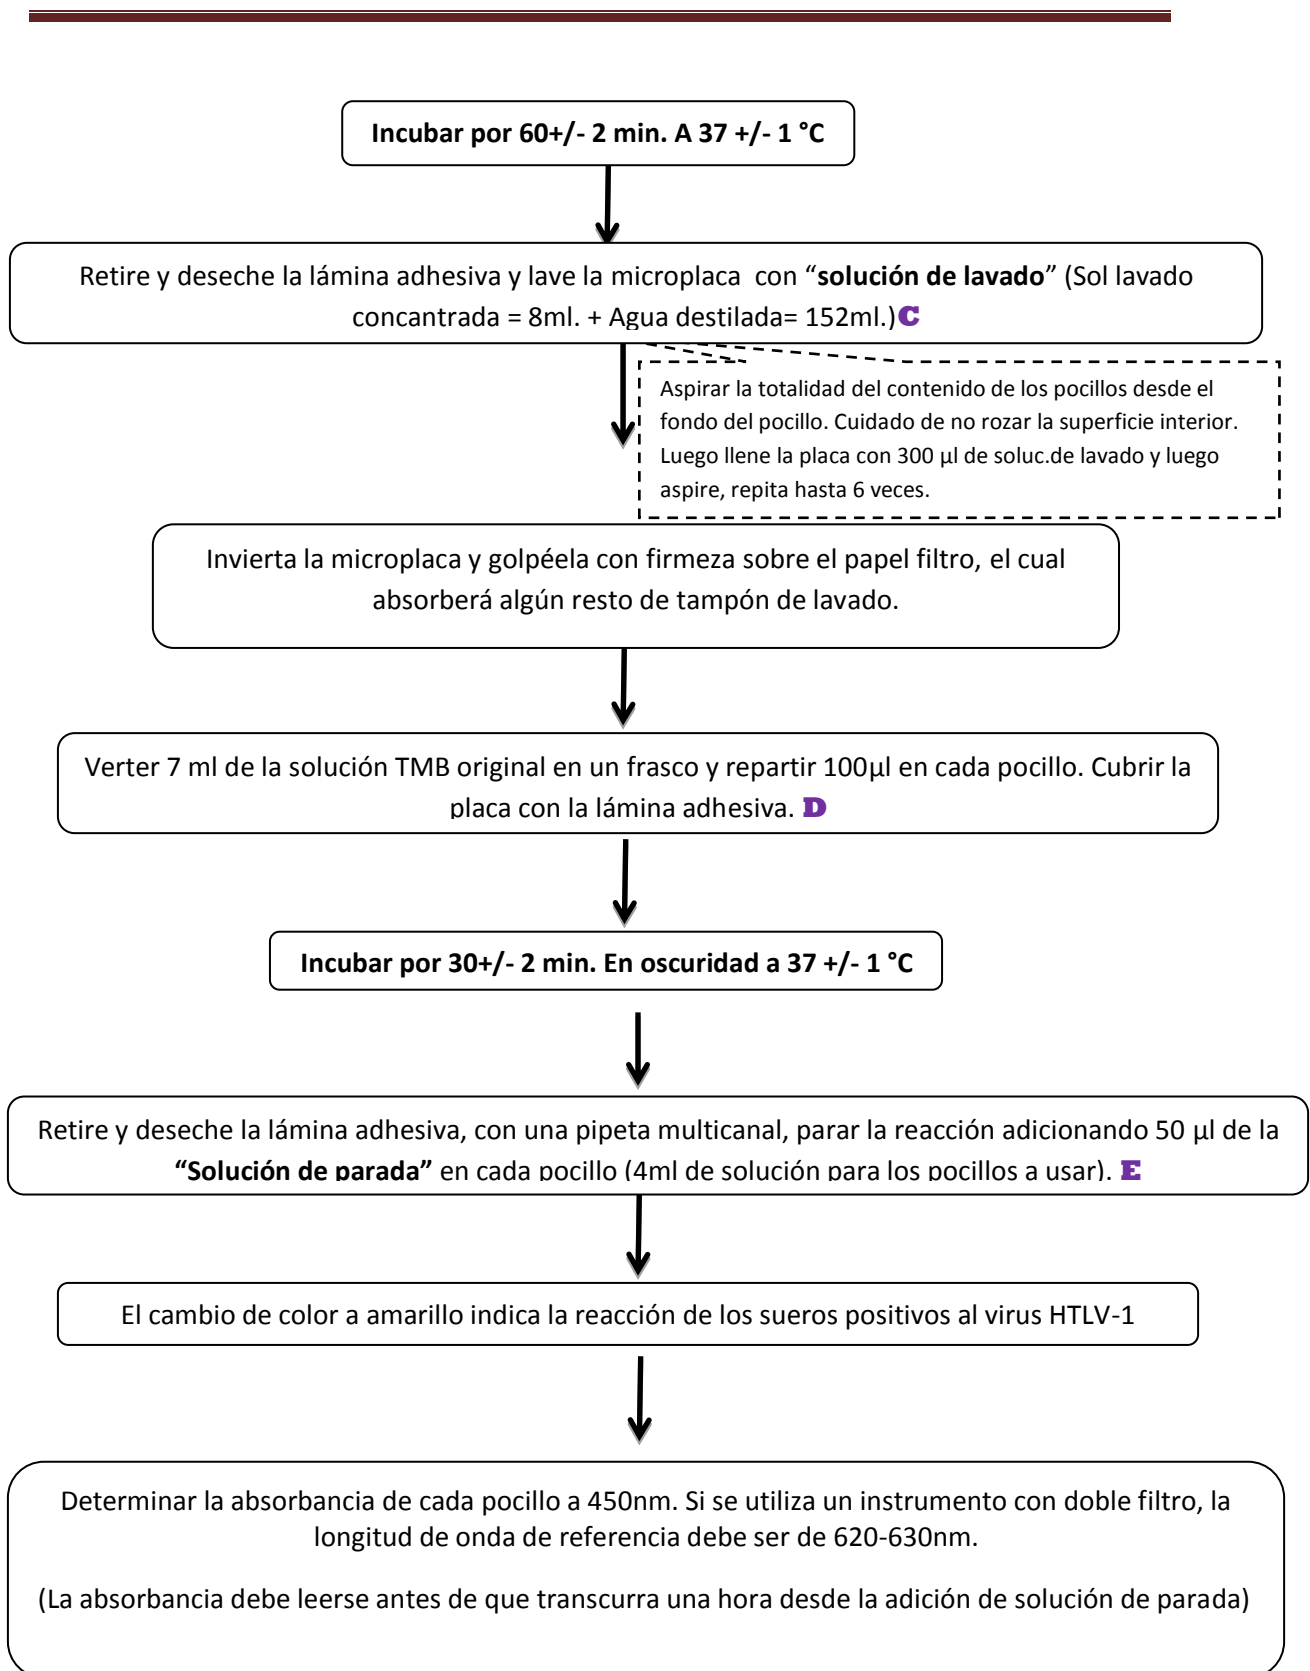 Incubar por 60+/- 2 min. A 37 +/- 1 °C
Retire y deseche la lámina adhesiva y lave la microplaca con “solución de lavado” (Sol lavado
concantrada = 8ml. + Agua destilada= 152ml.) C
Aspirar la totalidad del contenido de los pocillos desde el
fondo del pocillo. Cuidado de no rozar la superficie interior.
Luego llene la placa con 300 µl de soluc.de lavado y luego
aspire, repita hasta 6 veces.
Invierta la microplaca y golpéela con firmeza sobre el papel filtro, el cual
absorberá algún resto de tampón de lavado.
Verter 7 ml de la solución TMB original en un frasco y repartir 100µl en cada pocillo. Cubrir la
placa con la lámina adhesiva. D
Incubar por 30+/- 2 min. En oscuridad a 37 +/- 1 °C
Retire y deseche la lámina adhesiva, con una pipeta multicanal, parar la reacción adicionando 50 µl de la
“Solución de parada” en cada pocillo (4ml de solución para los pocillos a usar). E
El cambio de color a amarillo indica la reacción de los sueros positivos al virus HTLV-1
Determinar la absorbancia de cada pocillo a 450nm. Si se utiliza un instrumento con doble filtro, la
longitud de onda de referencia debe ser de 620-630nm.
(La absorbancia debe leerse antes de que transcurra una hora desde la adición de solución de parada)